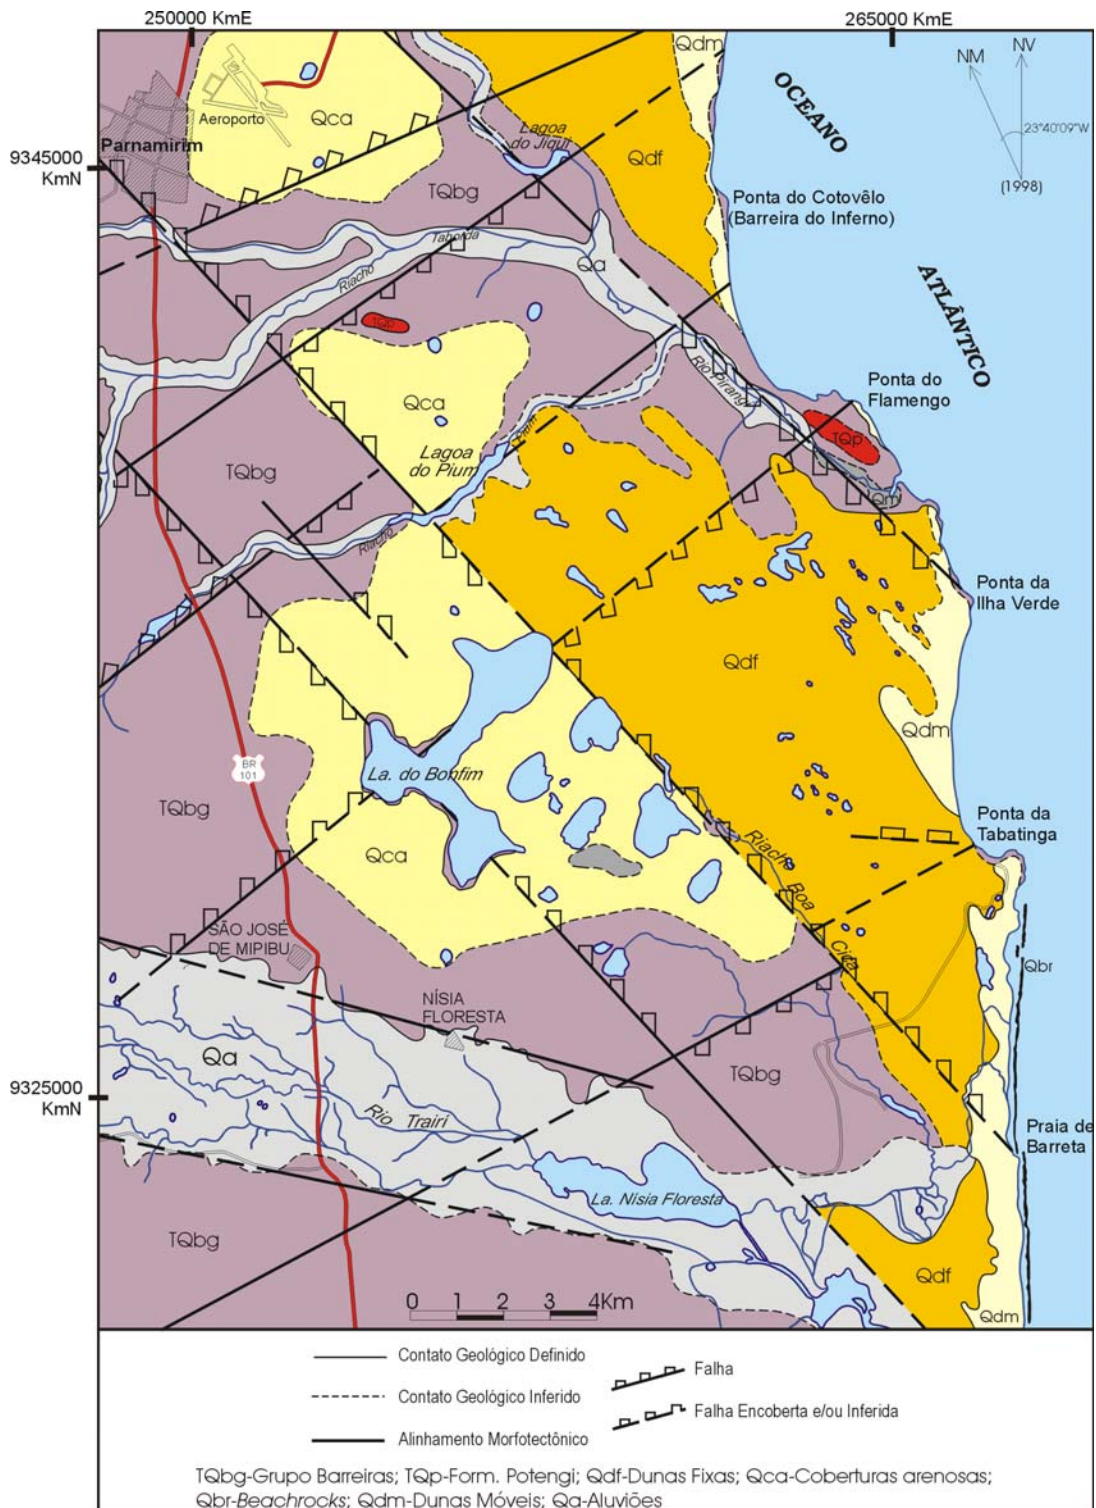 250000 KmE
265000 KmE
Qdm
NV
NM
23°40'09"W
(1998)
OCEANO
ATLÂNTICO
Aeroporto
Qca
Parnamirim
9345000
KmN
Lagoa
do Jiqui
Qdf
TQbg
Ponta do Cotovêlo
(Barreira do Inferno)
Taborda
Riacho
Qa
TQp
Rio Pirangi
Ponta do
Flamengo
Qca
Pium
TQp
Lagoa
do Pium
TQbg
Qm
Riacho
Ponta da
Ilha Verde
Qdf
Qdm
BR
101
La. do Bonfim
TQbg
Ponta da
Tabatinga
Riacho Boa Cica
Qca
SÃO JOSÉ
DE MIPIBU
Qbr
NÍSIA
FLORESTA
Qa
TQbg
9325000
KmN
Rio Trairi
Praia de
Barreta
La. Nísia Floresta
TQbg
Qdf
0 1 2 3 4Km
Qdm
Contato Geológico Definido
Falha
Contato Geológico Inferido
Falha Encoberta e/ou Inferida
Alinhamento Morfotectônico
TQbg-Grupo Barreiras; TQp-Form. Potengi; Qdf-Dunas Fixas; Qca-Coberturas arenosas;
Qbr-Beachrocks; Qdm-Dunas Móveis; Qa-Aluviões